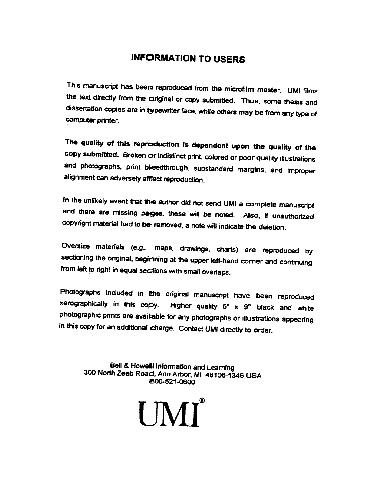 INFORMATION TO USERS
This manuscript has been reproduced from the microfilm master. UMI films
the text directly from the original or copy submitted. Thus, some thesis and
dissertation copies are in typewriter face, while others may be from any type of
computer printer.
The quality of this reproduction is dependent upon the quality of the
copy submitted. Broken or indistinct print, colored or poor quality illustrations
and photographs, print bleedthrough, substandard margins, and improper
alignment can adversely affect reproduction.
In the unlikely event that the author did not send UMI a complete manuscript
and there are missing pages, these will be noted. Also, if unauthorized
copyright material had to be removed, a note will indicate the deletion.
Oversize materials (e.g., maps, drawings, charts) are reproduced by
sectioning the original, beginning at the upper left-hand corner and continuing
from left to right in equal sections with small overlaps.
Photographs included in the original manuscript have been reproduced
xerographically in this copy. Higher quality 6" x 9" black and white
photographic prints are available for any photographs or illustrations appearing
in this copy for an additional charge. Contact UMI directly to order.
Bell & Howell Information and Learning
300 North Zeeb Road, Ann Arbor, MI 48106-1346 USA
800-521-0600
UMI®